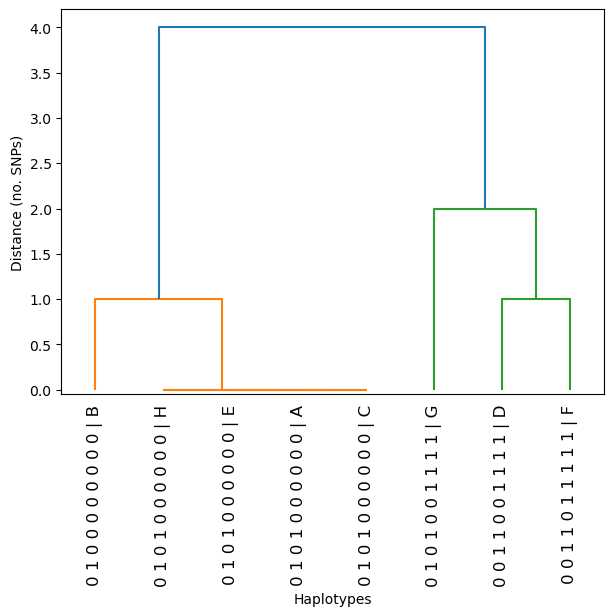 4.0
3.5
3.0
2.5
2.0
1.5
1.0
0.5
0.0
Distance (no. SNPs)
0 1 0 0 0 0 0 0 0 0 | B
0 1 0 1 0 0 0 0 0 0 | H
0 1 0 1 0 0 0 0 0 0 | E
0 1 0 1 0 0 0 0 0 0 | A
0 1 0 1 0 0 0 0 0 0 | C
0 1 0 1 0 0 1 1 1 1 | G
0 0 1 1 0 0 1 1 1 1 | D
0 0 1 1 0 1 1 1 1 1 | F
Haplotypes